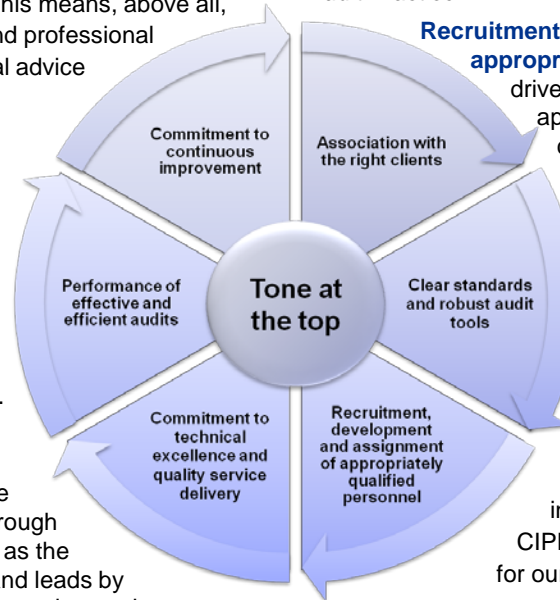 his means, above all,
nd professional
al advice
Recruitment
appropr
drive
ap
Commitment to
continuous
improvement
Association with
the right clients
Clear standards
and robust audit
tools
Recruitment,
development
and assignment
of appropriately
qualified
personnel
Commitment to
technical
excellence and
quality service
delivery
Performance of
effective and
efficient audits
Tone at
the top
e
rough
as the
and leads by
in
CIP
for ou